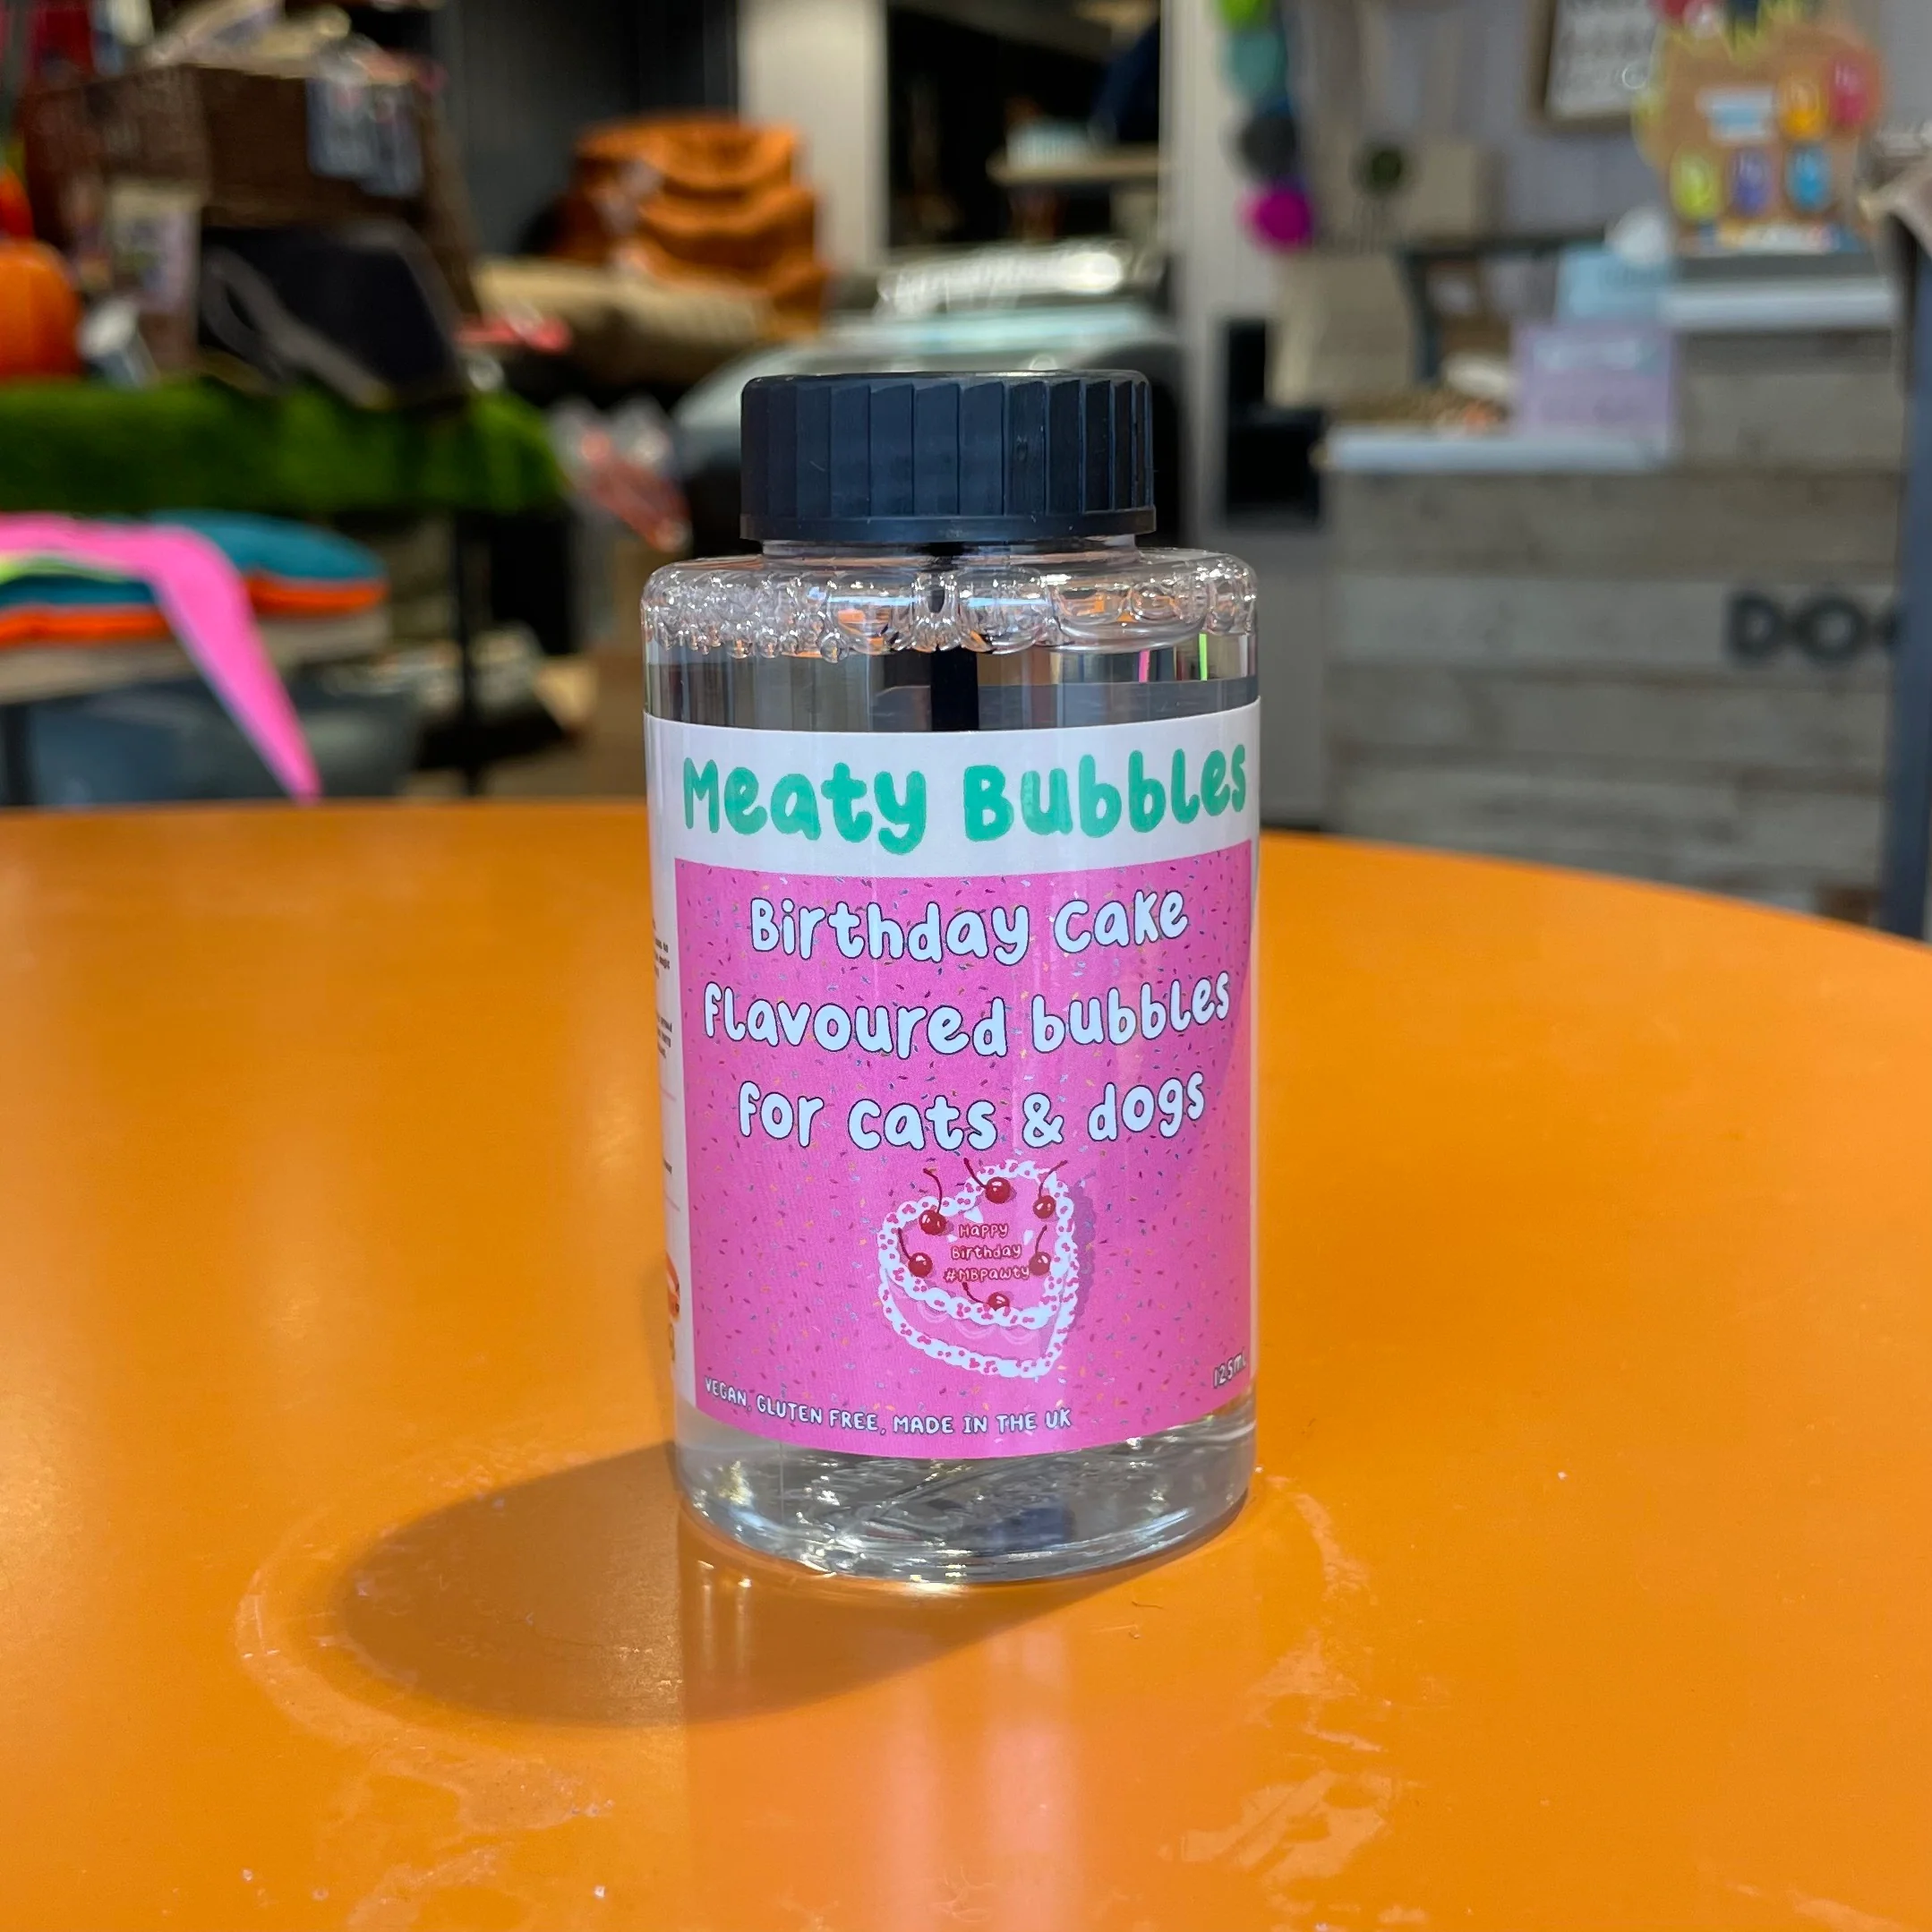 Meaty Bubbles
Birthday Cake
flavoured bubbles
for cats & dogs
Happy
Birthday
#MBPawty
125ml
VEGAN, GLUTEN FREE, MADE IN THE UK